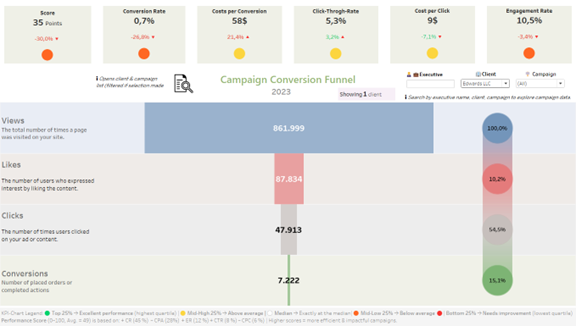 Score
35 Points
-30,0% ▼
Conversion Rate
0,7%
-26,8% ▼
Costs per Conversion
58$
21,4% ▲
Click-Throgh-Rate
5,3%
3,2% ▲
Cost per Click
9$
-7,1% ▼
Engagement Rate
10,5%
-3,4% ▼
Opens client & campaign
list (filtered if selection made
Campaign Conversion Funnel
2023
Showing 1 client
Executive
Client
Edwards LLC
Campaign
(All)
Search by executive name, client, campaign to explore campaign data.
Views
The total number of times a page
was visited on your site.
861.999
100,0%
Likes
The number of users who expressed
interest by liking the content.
87.834
10,2%
Clicks
The number of times users clicked
on your ad or content.
47.913
54,5%
Conversions
Number of placed orders or
completed actions.
7.222
15,1%
Chart Legend: Top 25% → Excellent performance (highest quartile) Mid-High 25% → Above average Median → Exactly at the median Mid-Low 25% → Below average Bottom 25% → Needs improvement (lowest quartile)
Performance Score (0–100, Avg. = 49) is based on: + CR (46 %) – CPA (28%) + ER (12 %) + CTR (8 %) – CPC (6 %) | Higher scores = more efficient & impactful campaigns.